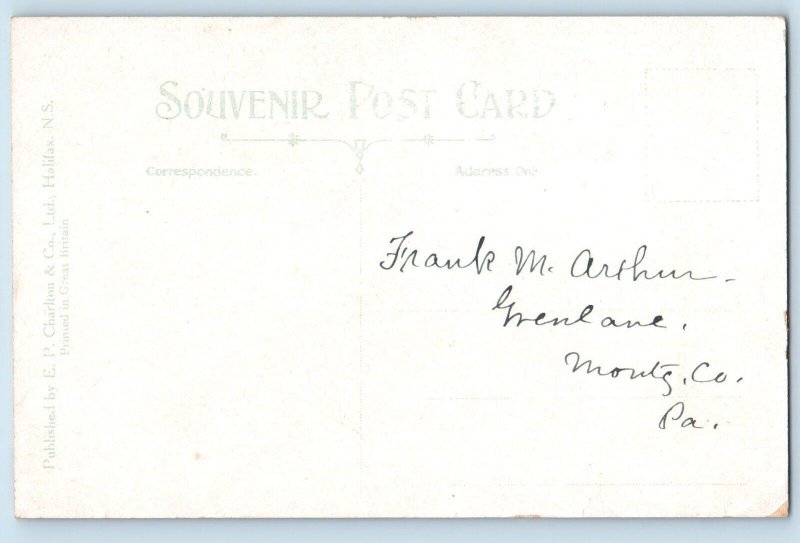 SOUVENIR POST CARD
Correspondence.
Address Only
Frank M. Arthur.
Grenlane.
Montg. Co.
Pa.
Published by E. P. Charlton & Co., Ltd., Halifax, N. S.
Printed in Great Britain